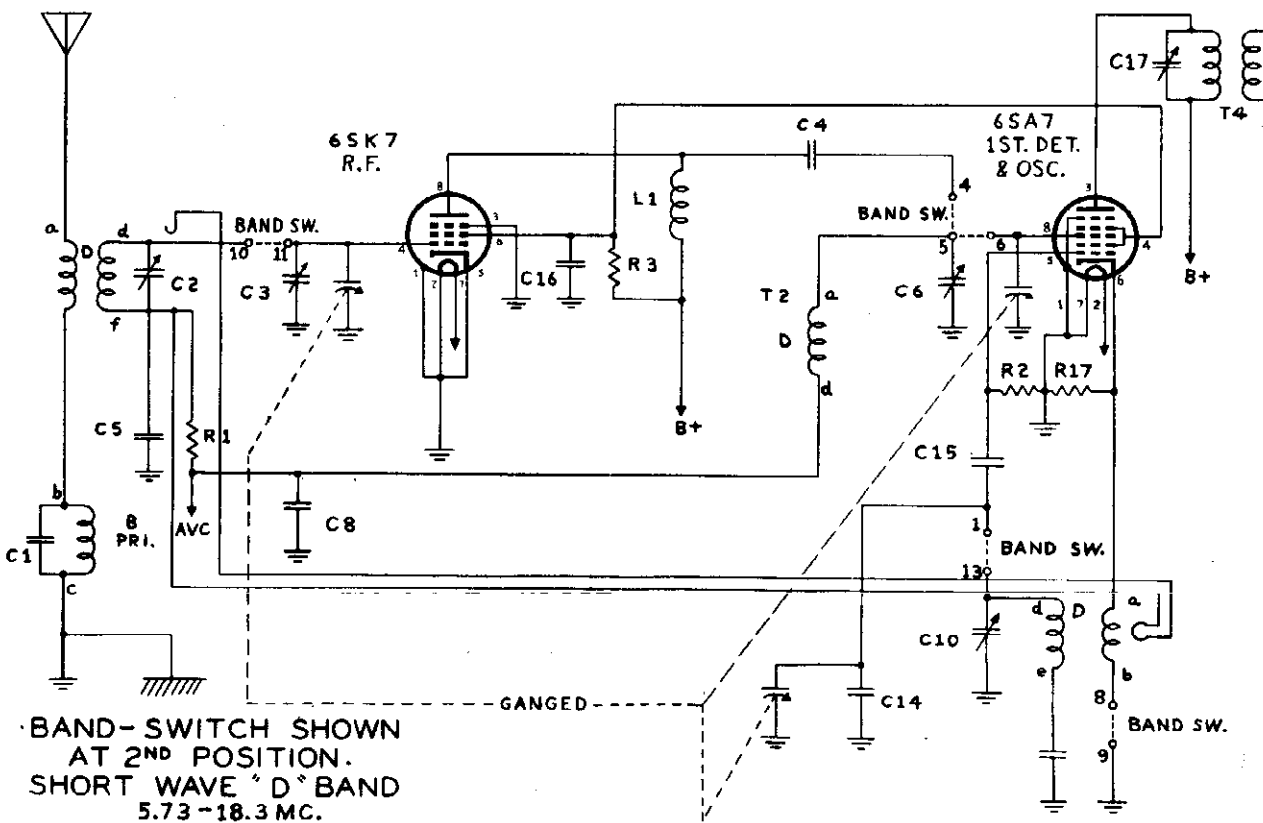 C17
T4
6SK7
R.F.
C4
6SA7
1ST. DET.
& OSC.
B+
8
3
4
L1
BAND SW.
3
a
d
D
BAND SW.
10
11
4
6
5
6
8
5
4
C2
C3
1
2
7
5
C16
R3
C6
1
7
2
6
f
T2
a
D
d
R2
R17
C5
R1
B+
C15
b
B
PRI.
AVC
C8
C1
1
BAND SW.
13
c
d
D
a
C10
e
b
C14
8
BAND SW.
9
GANGED
BAND-SWITCH SHOWN
AT 2ND POSITION.
SHORT WAVE "D" BAND
5.73-18.3 MC.